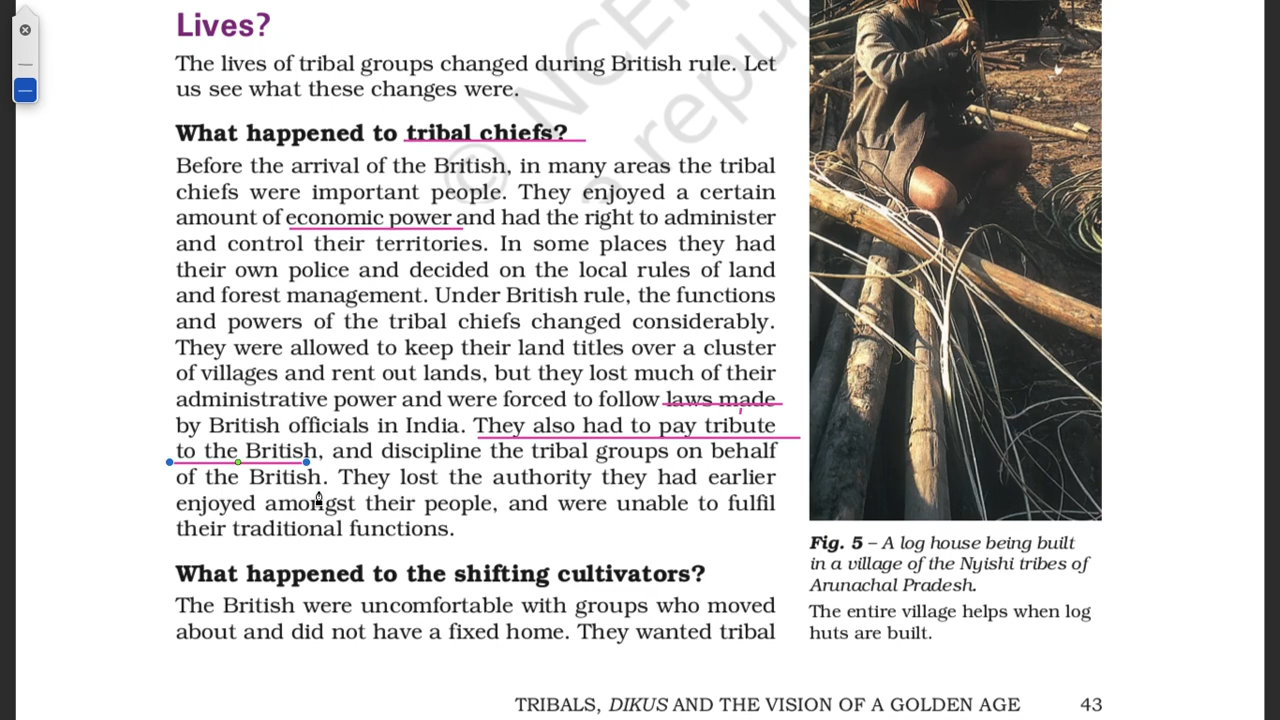 Lives?
The lives of tribal groups changed during British rule. Let
us see what these changes were.
What happened to tribal chiefs?
Before the arrival of the British, in many areas the tribal
chiefs were important people. They enjoyed a certain
amount of economic power and had the right to administer
and control their territories. In some places they had
their own police and decided on the local rules of land
and forest management. Under British rule, the functions
and powers of the tribal chiefs changed considerably.
They were allowed to keep their land titles over a cluster
of villages and rent out lands, but they lost much of their
administrative power and were forced to follow laws made
by British officials in India. They also had to pay tribute
to the British, and discipline the tribal groups on behalf
of the British. They lost the authority they had earlier
enjoyed amongst their people, and were unable to fulfil
their traditional functions.
What happened to the shifting cultivators?
The British were uncomfortable with groups who moved
about and did not have a fixed home. They wanted tribal
Fig. 5 – A log house being built
in a village of the Nyishi tribes of
Arunachal Pradesh.
The entire village helps when log
huts are built.
TRIBALS, DIKUS AND THE VISION OF A GOLDEN AGE 43